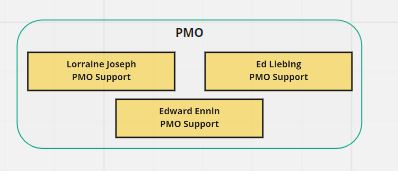 PMO
Lorraine Joseph
PMO Support
Ed Liebing
PMO Support
Edward Ennin
PMO Support